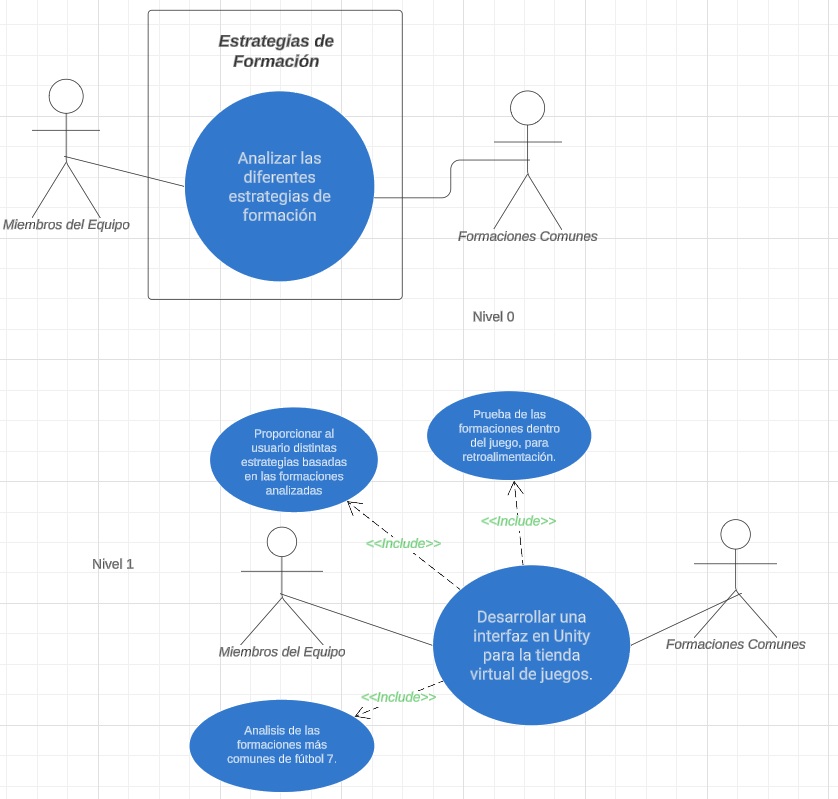 Estrategias de
Formación
Analizar las
diferentes
estrategias de
formación
Miembros del Equipo
Formaciones Comunes
Nivel 0
Proporcionar al
usuario distintas
estrategias basadas
en las formaciones
analizadas
Prueba de las
formaciones dentro
del juego, para
retroalimentación.
<<Include>>
<<Include>>
Nivel 1
Desarrollar una
interfaz en Unity
para la tienda
virtual de juegos.
Miembros del Equipo
Formaciones Comunes
<<Include>>
Analisis de las
formaciones más
comunes de fútbol 7.